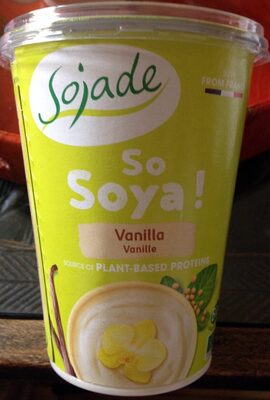 Sojade
FROM FRANCE
So
Soya!
Vanilla
Vanille
SOURCE OF PLANT-BASED PROTEINS